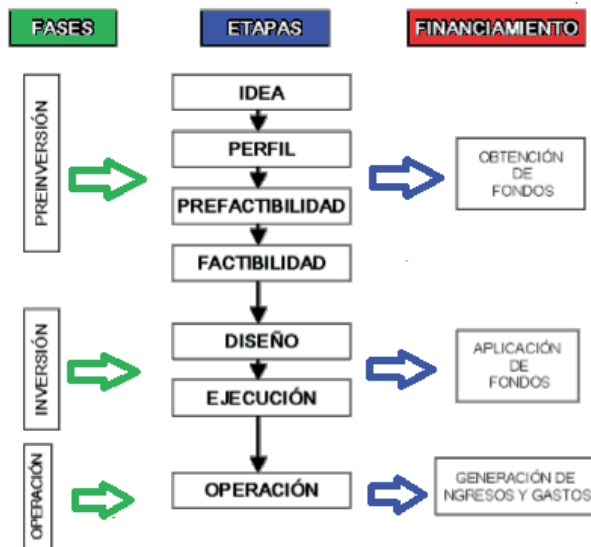 FASES
ETAPAS
FINANCIAMIENTO
PREINVERSIÓN
IDEA
PERFIL
PREFACTIBILIDAD
FACTIBILIDAD
OBTENCIÓN
DE
FONDOS
INVERSIÓN
DISEÑO
EJECUCIÓN
APLICACIÓN
DE
FONDOS
OPERACIÓN
OPERACIÓN
GENERACIÓN DE
NGRESOS Y GASTOS